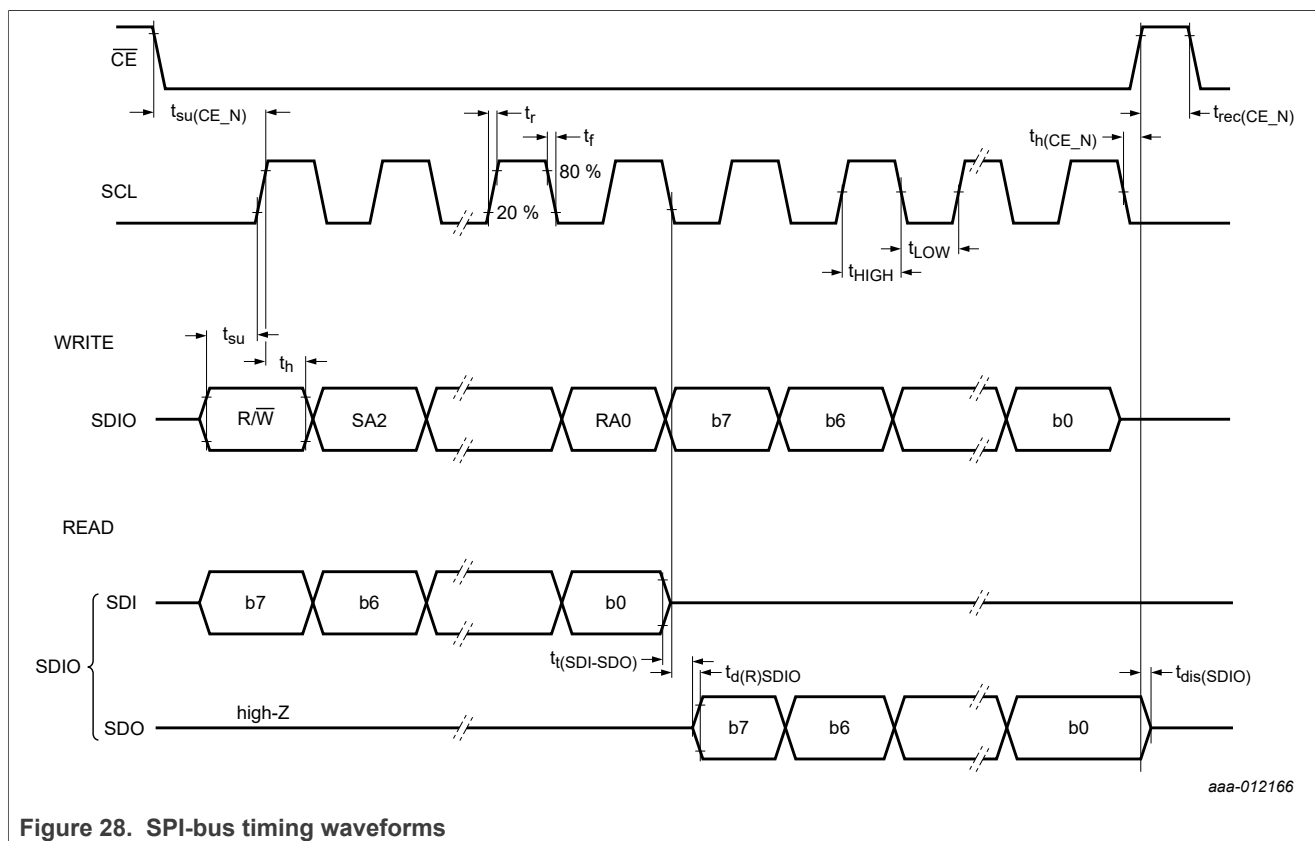 CE
tsu(CE_N)
tr
tf
trec(CE_N)
th(CE_N)
SCL
80 %
20 %
tLOW
tHIGH
WRITE
tsu
th
SDIO
R/W
SA2
RA0
b7
b6
b0
READ
SDI
b7
b6
b0
SDIO
tt(SDI-SDO)
td(R)SDIO
tdis(SDIO)
SDO
high-Z
b7
b6
b0
aaa-012166
Figure 28. SPI-bus timing waveforms